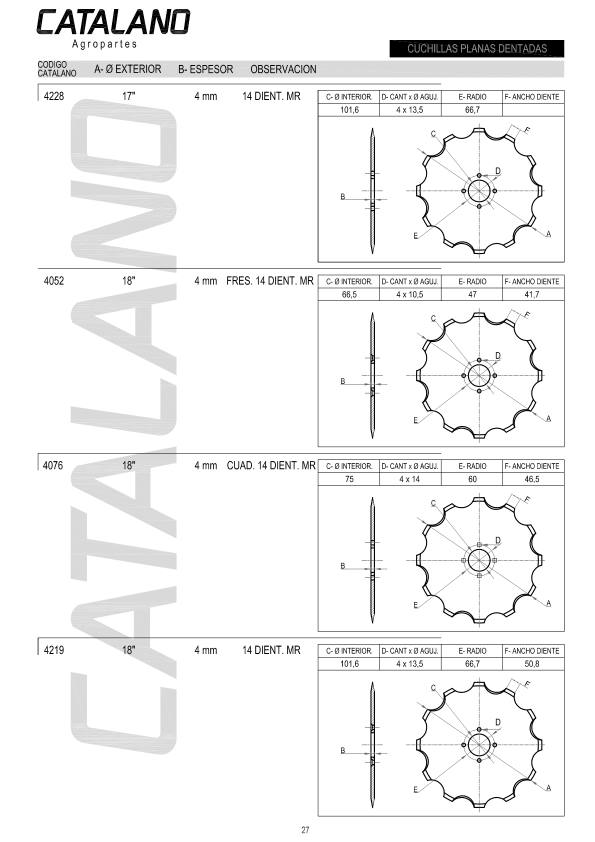 CATALANO
Agropartes
CUCHILLAS PLANAS DENTADAS
CODIGO CATALANO A- Ø EXTERIOR B- ESPESOR OBSERVACION
4228 17" 4 mm 14 DIENT. MR
C- Ø INTERIOR. D- CANT x Ø AGUJ. E- RADIO F- ANCHO DIENTE
101,6 4 x 13,5 66,7
B C D E F A
4052 18" 4 mm FRES. 14 DIENT. MR
C- Ø INTERIOR. D- CANT x Ø AGUJ. E- RADIO F- ANCHO DIENTE
66,5 4 x 10,5 47 41,7
B C D E F A
4076 18" 4 mm CUAD. 14 DIENT. MR
C- Ø INTERIOR. D- CANT x Ø AGUJ. E- RADIO F- ANCHO DIENTE
75 4 x 14 60 46,5
B C D E F A
4219 18" 4 mm 14 DIENT. MR
C- Ø INTERIOR. D- CANT x Ø AGUJ. E- RADIO F- ANCHO DIENTE
101,6 4 x 13,5 66,7 50,8
B C D E F A
CATALANO
27